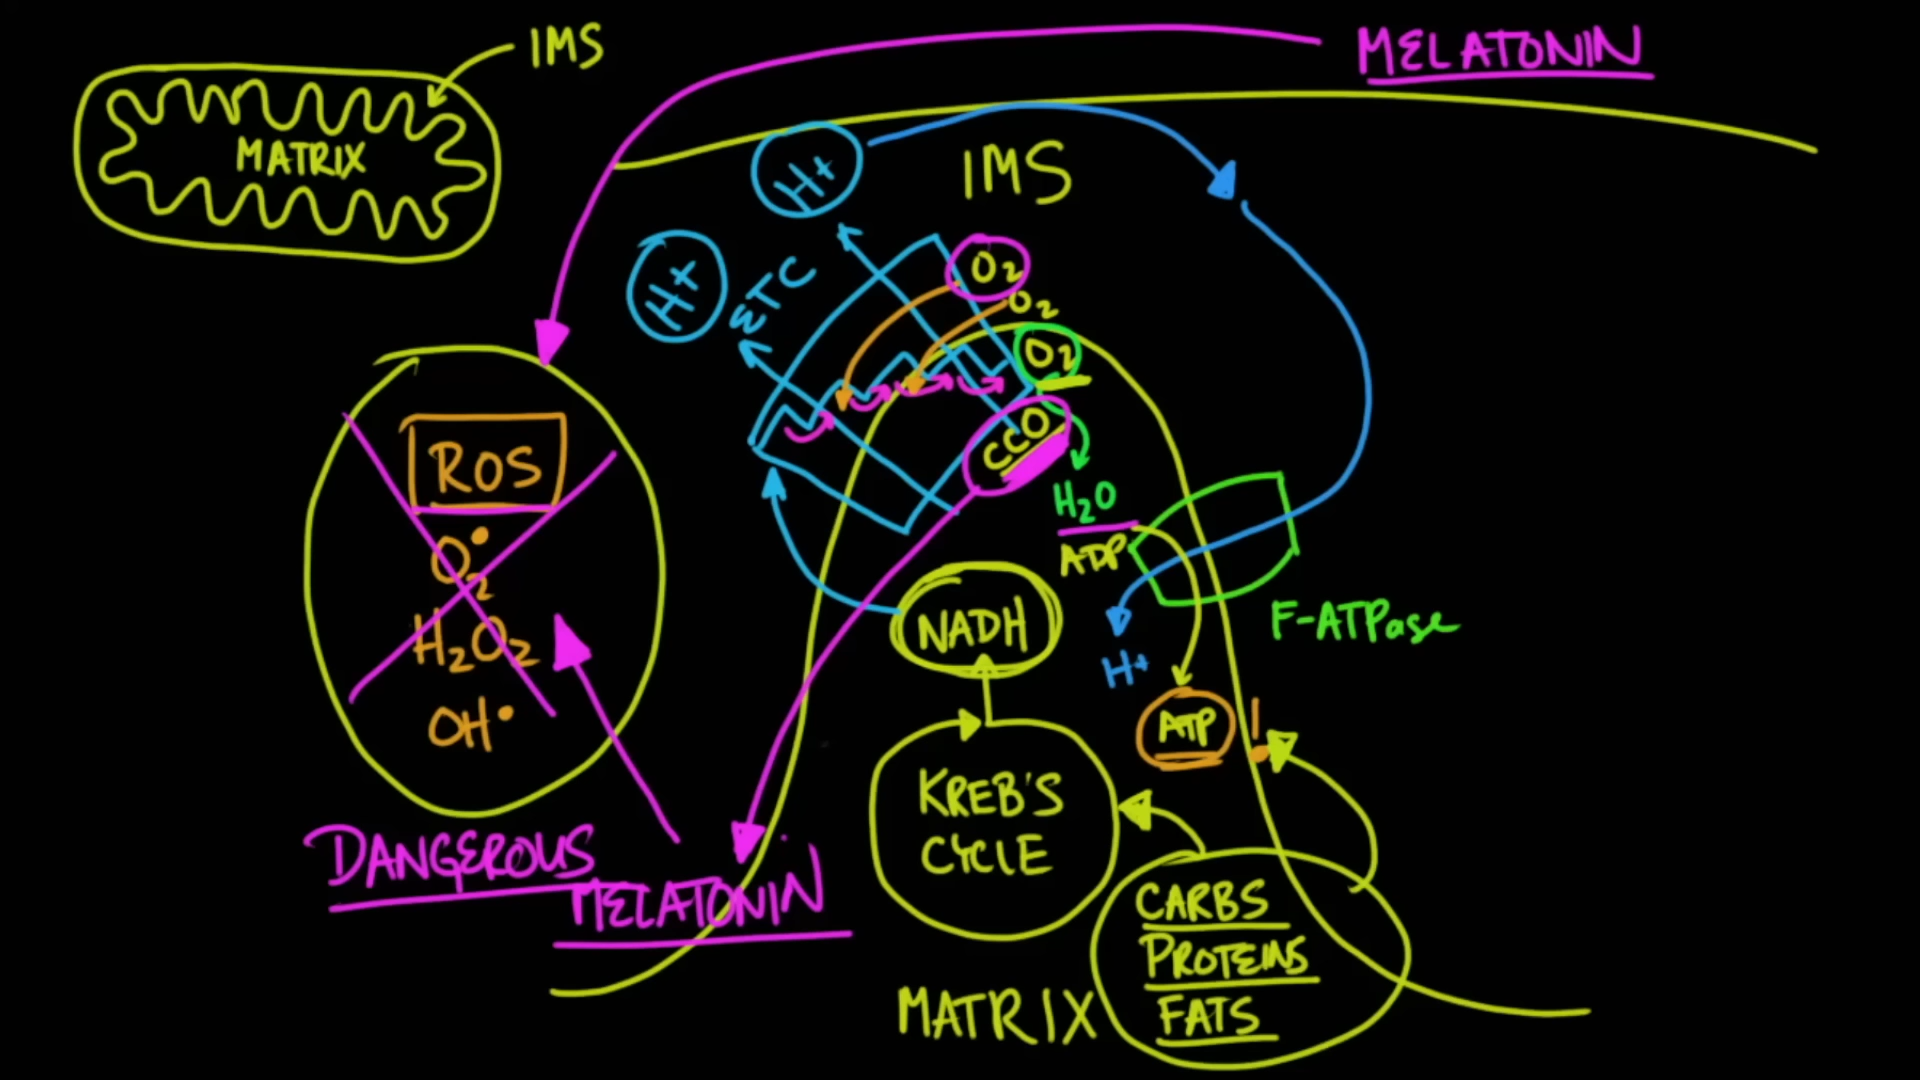 IMS
MATRIX
MELATONIN
IMS
H+
H+
ETC
O2
O2
O2
CCO
H2O
ADP
F-ATPase
H+
ATP !
NADH
KREB'S
CYCLE
CARBS
PROTEINS
FATS
MATRIX
ROS
O2•
H2O2
OH•
DANGEROUS
MELATONIN